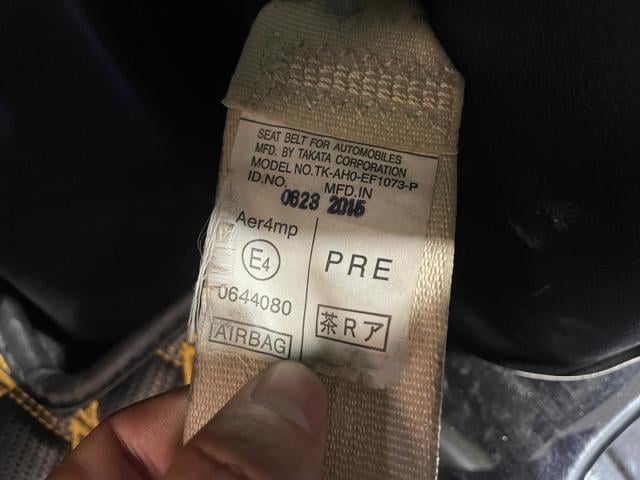 SEAT BELT FOR AUTOMOBILES
MFD. BY TAKATA CORPORATION
MODEL NO.TK-AH0-EF1073-P
ID.NO. MFD.IN
0623 2015
Aer4mp
E4
0644080
AIRBAG
PRE
茶Rア